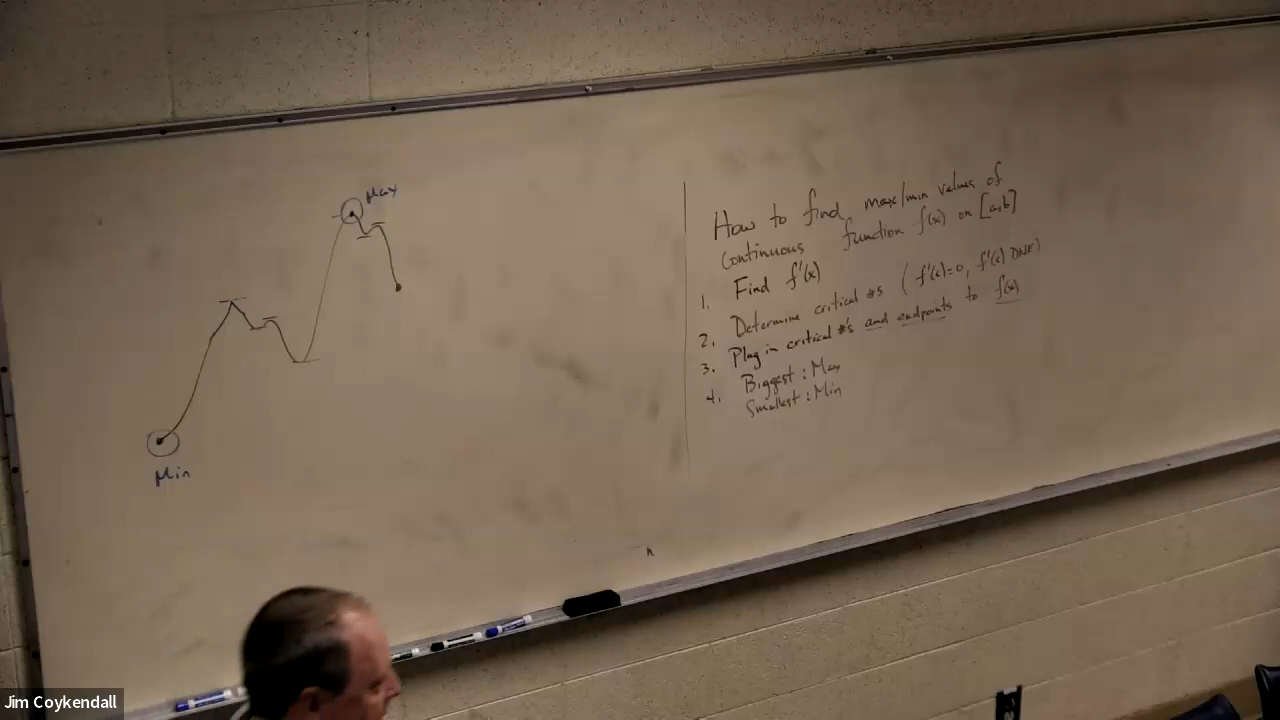 Max
Min
How to find max/min values of
continuous function f(x) on [a,b]
1. Find f'(x)
2. Determine critical #s (f'(c)=0, f'(c) DNE)
3. Plug in critical #'s and endpoints to f(x)
4. Biggest : Max
Smallest : Min
Jim Coykendall